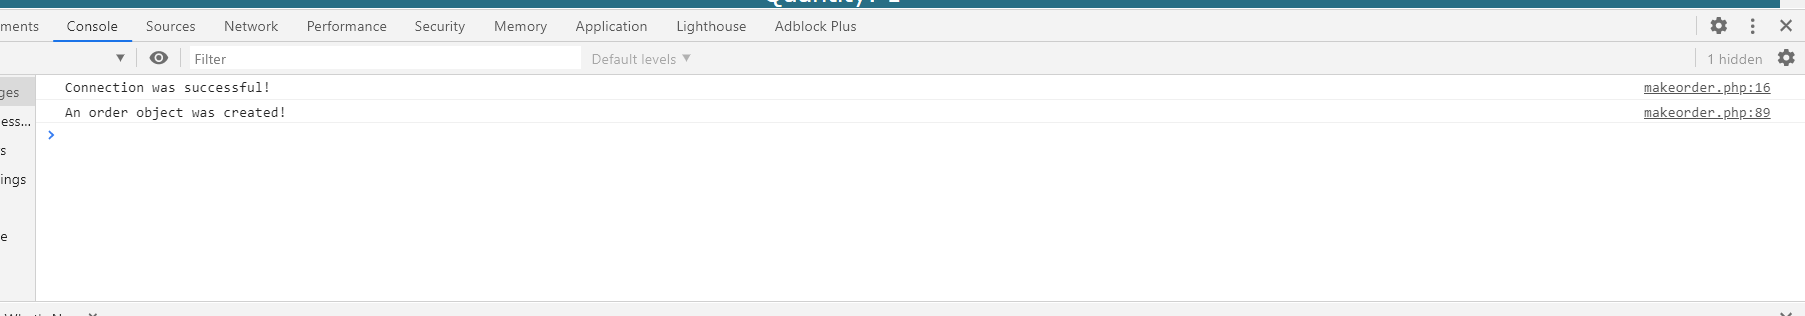 ments Console Sources Network Performance Security Memory Application Lighthouse Adblock Plus
Filter Default levels ▼ 1 hidden
ges Connection was successful! makeorder.php:16
ess... An order object was created! makeorder.php:89
s
ings
e